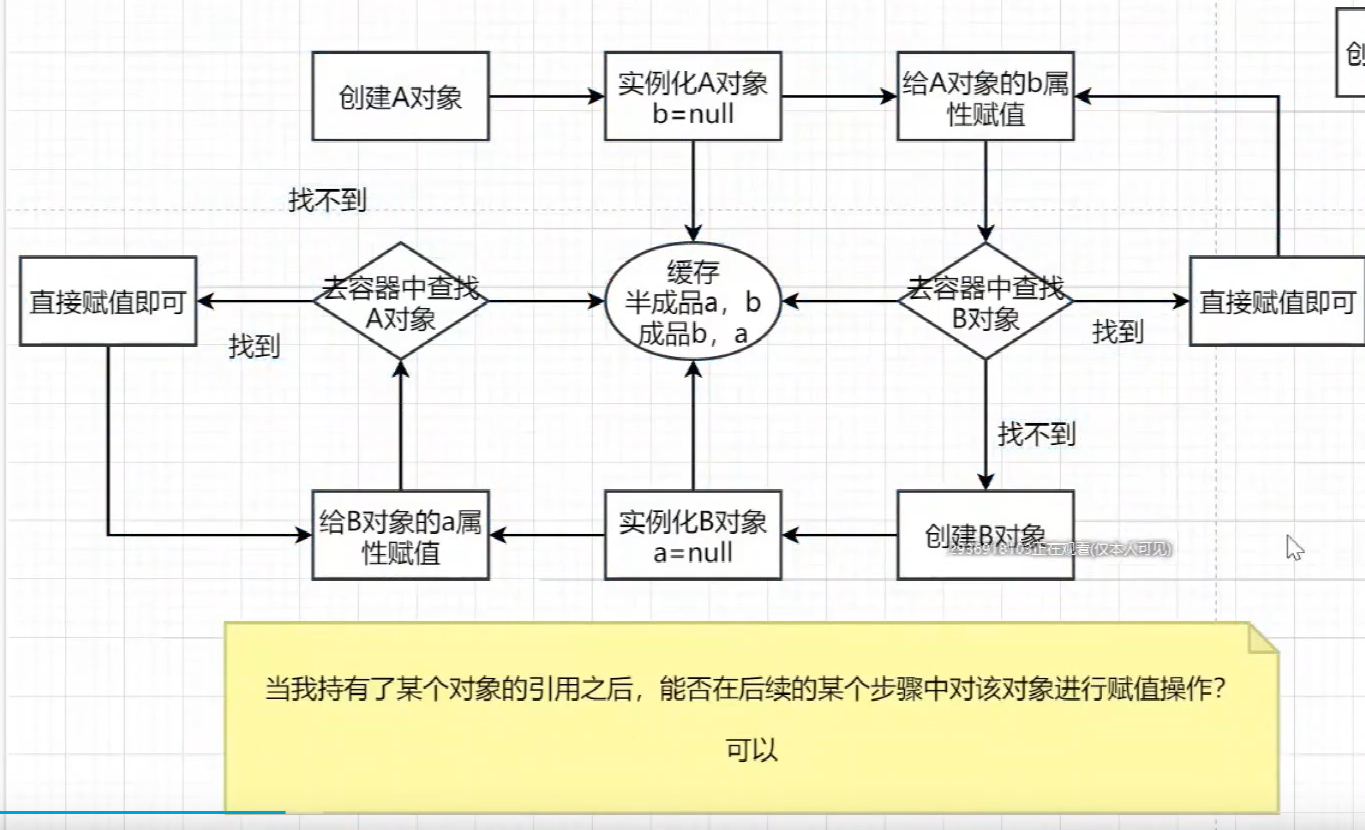 创建A对象
实例化A对象
b=null
给A对象的b属
性赋值
创
找不到
直接赋值即可
去容器中查找
A对象
缓存
半成品a，b
成品b，a
去容器中查找
B对象
直接赋值即可
找到
找到
找不到
给B对象的a属
性赋值
实例化B对象
a=null
创建B对象
正在观看(仅本人可见)
当我持有了某个对象的引用之后，能否在后续的某个步骤中对该对象进行赋值操作？
可以